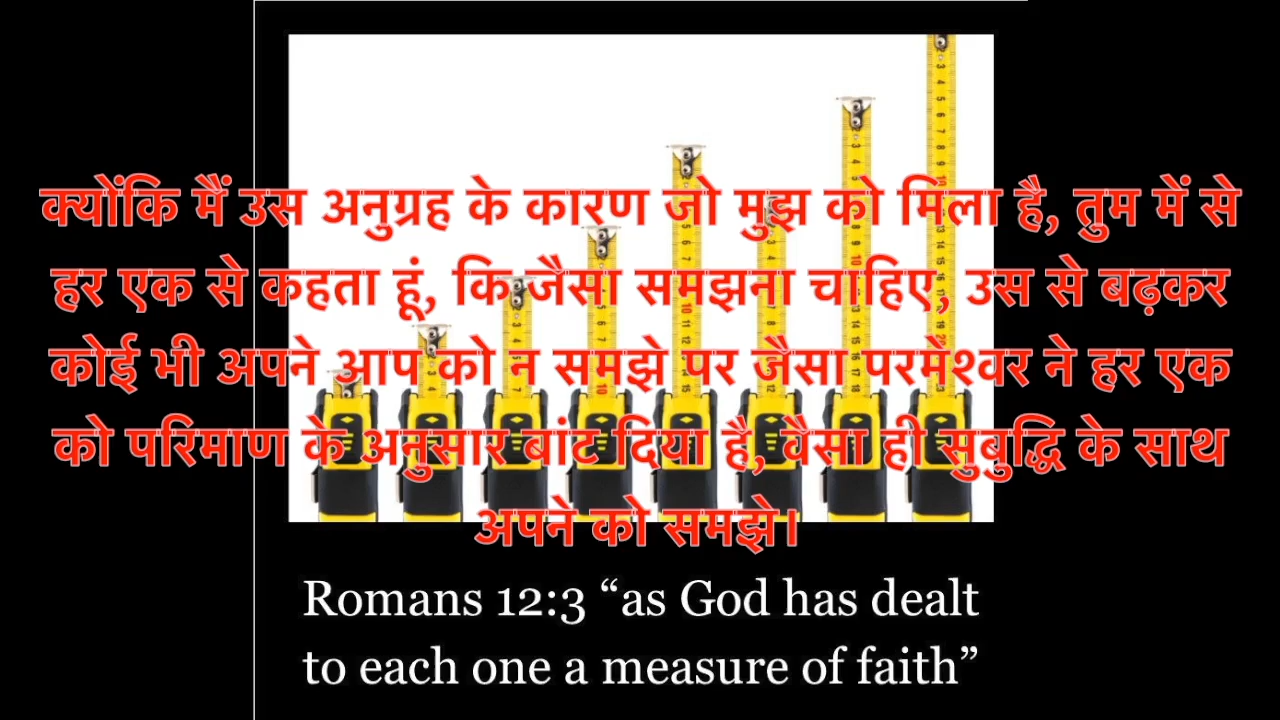 क्योंकि मैं उस अनुग्रह के कारण जो मुझ को मिला है, तुम में से
हर एक से कहता हूं, कि जैसा समझना चाहिए, उस से बढ़कर
कोई भी अपने आप को न समझे पर जैसा परमेश्वर ने हर एक
को परिमाण के अनुसार बांट दिया है, वैसा ही सुबुद्धि के साथ
अपने को समझे।
Romans 12:3 “as God has dealt
to each one a measure of faith”